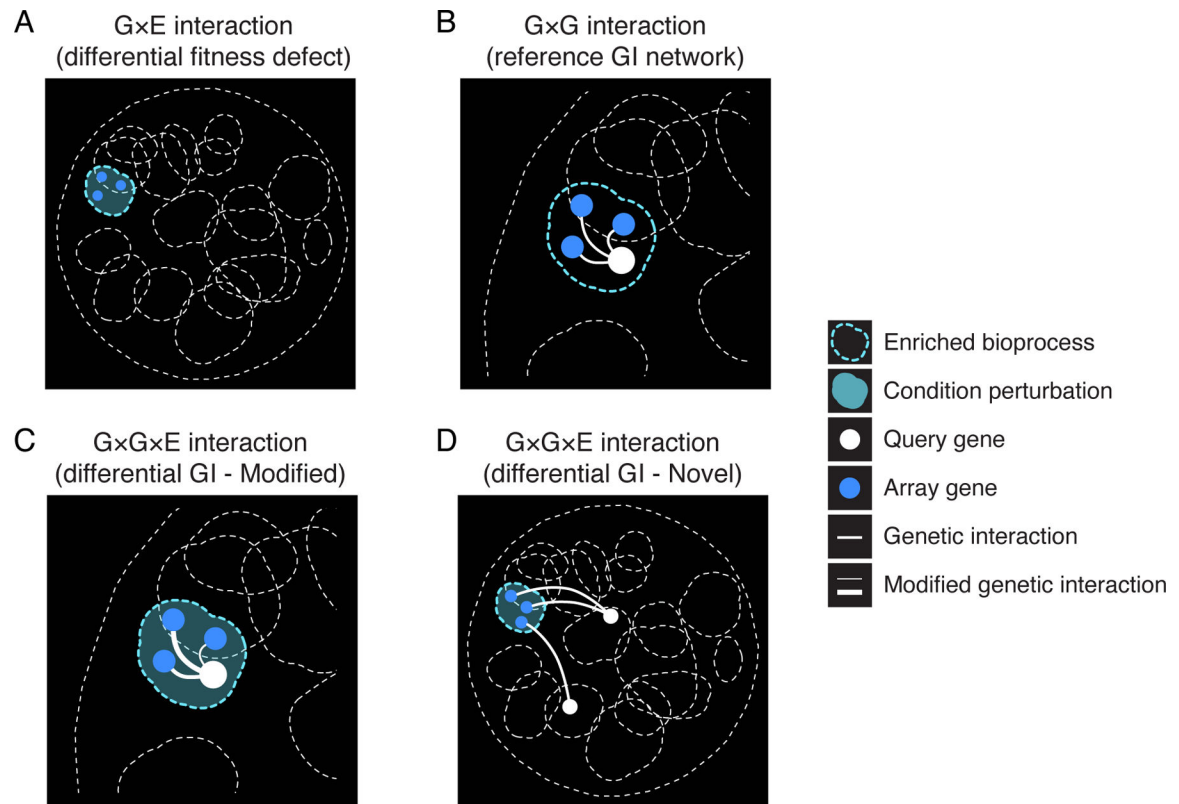 A
G×E interaction
(differential fitness defect)
B
G×G interaction
(reference GI network)
Enriched bioprocess
Condition perturbation
Query gene
Array gene
Genetic interaction
Modified genetic interaction
C
G×G×E interaction
(differential GI - Modified)
D
G×G×E interaction
(differential GI - Novel)